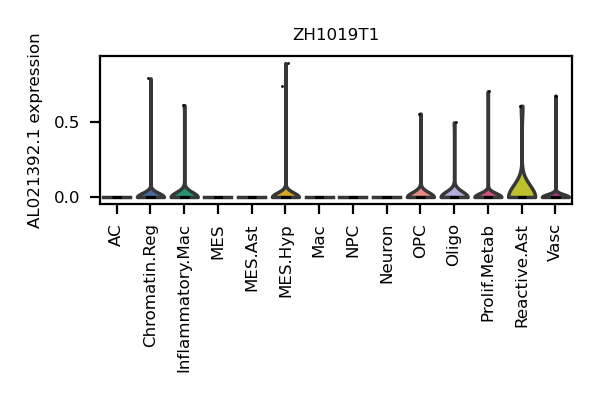 ZH1019T1
AL021392.1 expression
0.5
0.0
AC
Chromatin.Reg
Inflammatory.Mac
MES
MES.Ast
MES.Hyp
Mac
NPC
Neuron
OPC
Oligo
Prolif.Metab
Reactive.Ast
Vasc